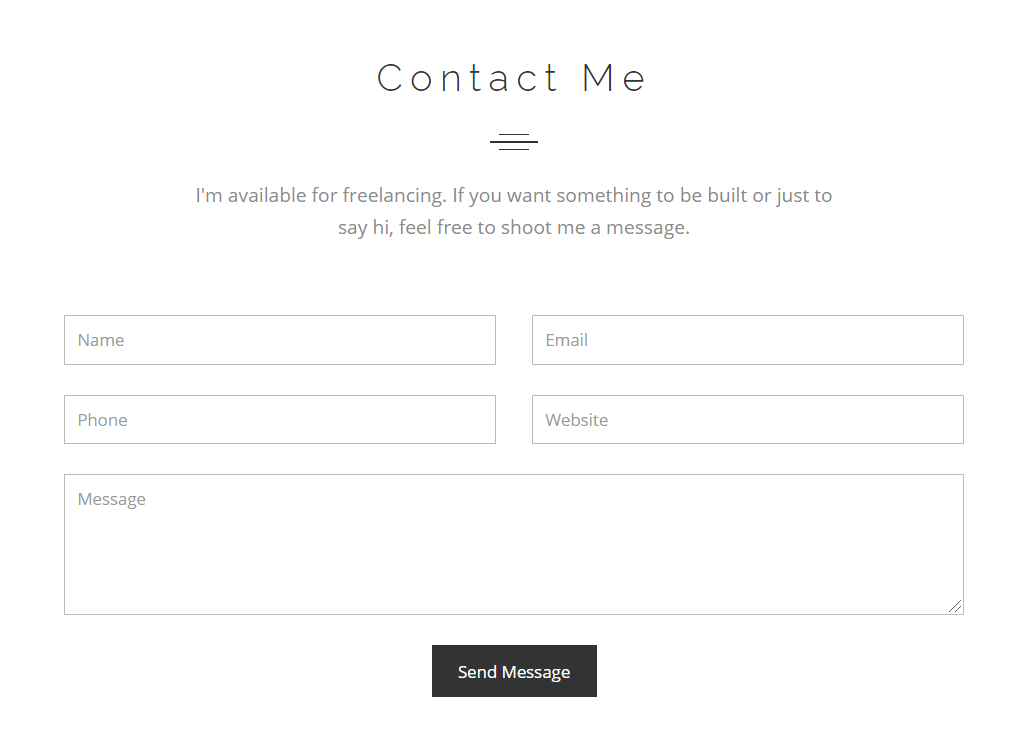 Contact Me
I'm available for freelancing. If you want something to be built or just to
say hi, feel free to shoot me a message.
Name
Email
Phone
Website
Message
Send Message